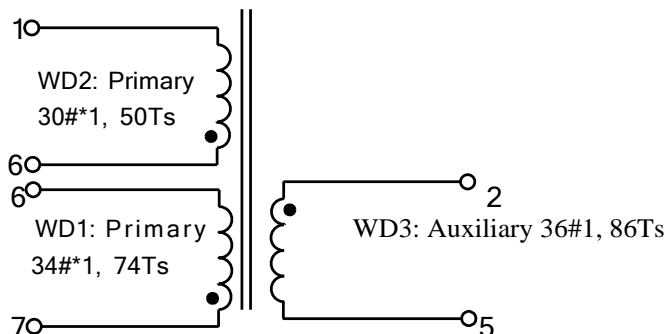 1
WD2: Primary
30#*1, 50Ts
6
6
2
WD1: Primary
WD3: Auxiliary 36#1, 86Ts
34#*1, 74Ts
7
5